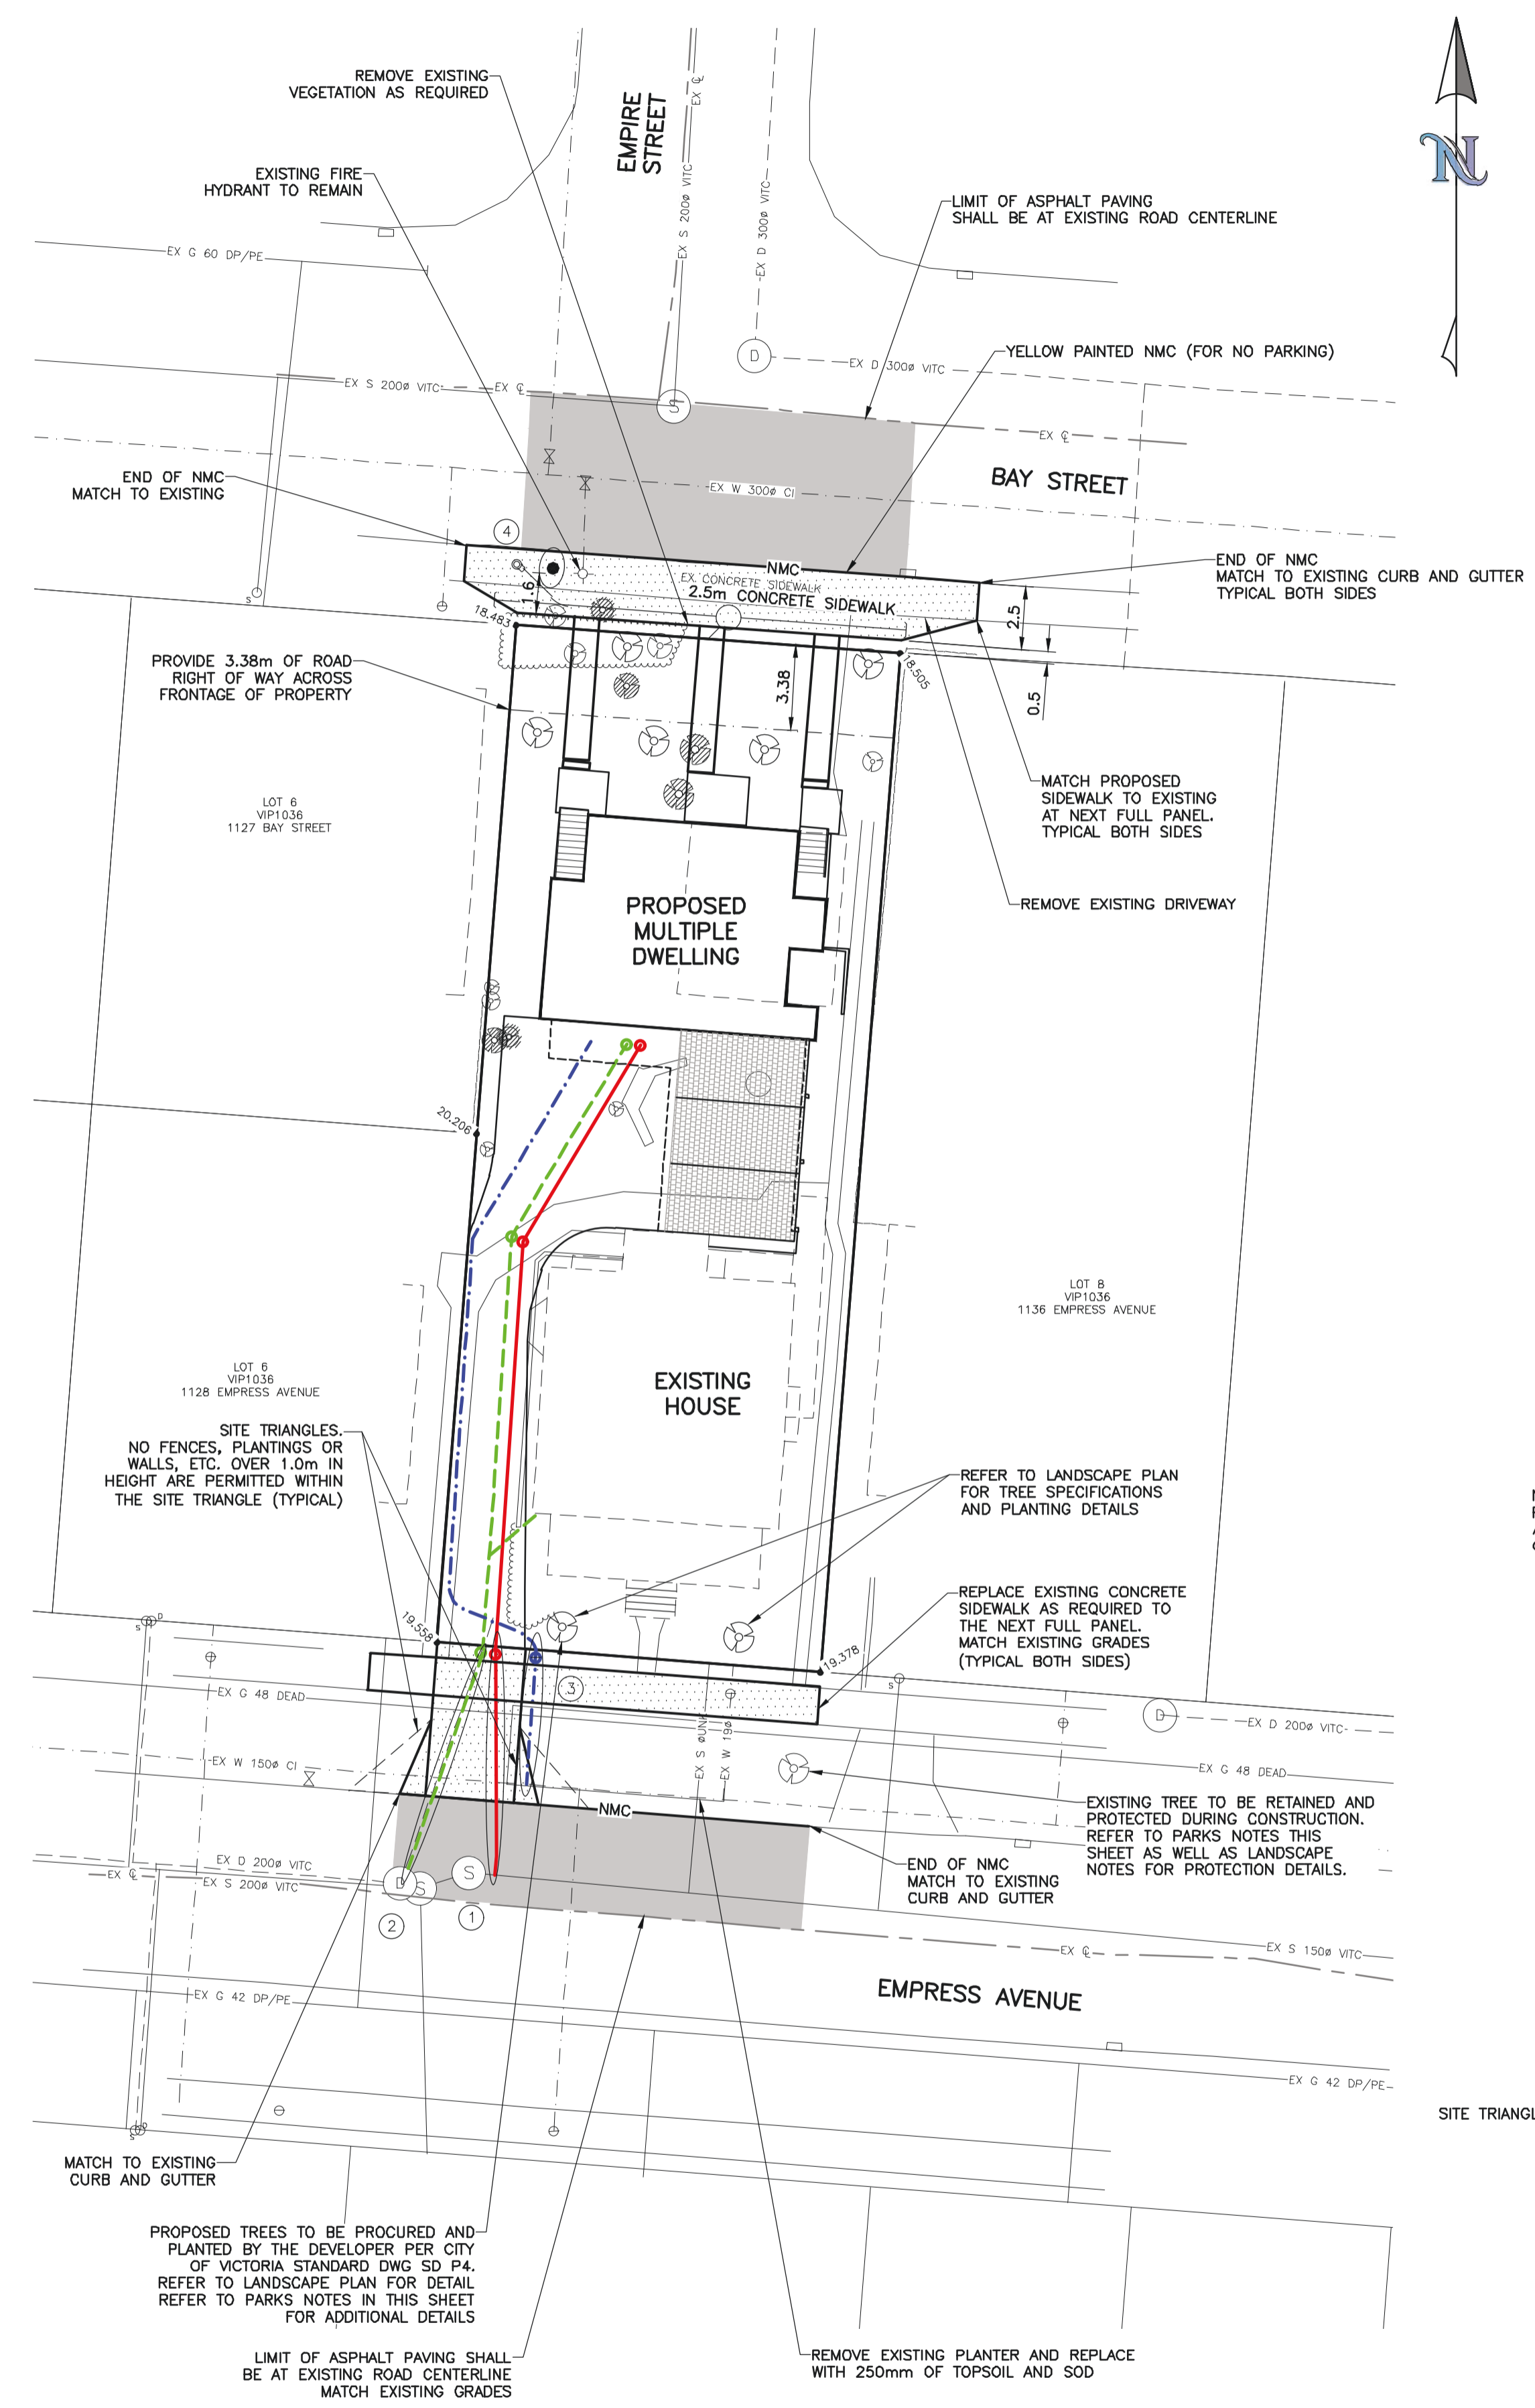 REMOVE EXISTING
VEGETATION AS REQUIRED
EMPIRE
STREET
EX ℄
EX S 200ø VITC
EX D 300ø VITC
N
EXISTING FIRE
HYDRANT TO REMAIN
LIMIT OF ASPHALT PAVING
SHALL BE AT EXISTING ROAD CENTERLINE
EX G 60 DP/PE
YELLOW PAINTED NMC (FOR NO PARKING)
D
EX D 300ø VITC
EX S 200ø VITC
EX ℄
S
EX ℄
BAY STREET
END OF NMC
MATCH TO EXISTING
EX W 300ø CI
4
NMC
EX. CONCRETE SIDEWALK
2.5m CONCRETE SIDEWALK
1.6
END OF NMC
MATCH TO EXISTING CURB AND GUTTER
TYPICAL BOTH SIDES
S
18.483
2.5
18.505
0.5
PROVIDE 3.38m OF ROAD
RIGHT OF WAY ACROSS
FRONTAGE OF PROPERTY
3.38
MATCH PROPOSED
SIDEWALK TO EXISTING
AT NEXT FULL PANEL.
TYPICAL BOTH SIDES
LOT 6
VIP1036
1127 BAY STREET
REMOVE EXISTING DRIVEWAY
PROPOSED
MULTIPLE
DWELLING
20.206
LOT 8
VIP1036
1136 EMPRESS AVENUE
LOT 6
VIP1036
1128 EMPRESS AVENUE
EXISTING
HOUSE
SITE TRIANGLES.
NO FENCES, PLANTINGS OR
WALLS, ETC. OVER 1.0m IN
HEIGHT ARE PERMITTED WITHIN
THE SITE TRIANGLE (TYPICAL)
REFER TO LANDSCAPE PLAN
FOR TREE SPECIFICATIONS
AND PLANTING DETAILS
REPLACE EXISTING CONCRETE
SIDEWALK AS REQUIRED TO
THE NEXT FULL PANEL.
MATCH EXISTING GRADES
(TYPICAL BOTH SIDES)
S
D
19.558
19.378
S
3
EX G 48 DEAD
D
EX D 200ø VITC
EX S ØUNK
EX W 19ø
EX W 150ø CI
EX G 48 DEAD
NMC
EXISTING TREE TO BE RETAINED AND
PROTECTED DURING CONSTRUCTION.
REFER TO PARKS NOTES THIS
SHEET AS WELL AS LANDSCAPE
NOTES FOR PROTECTION DETAILS.
END OF NMC
MATCH TO EXISTING
CURB AND GUTTER
EX D 200ø VITC
EX ℄
EX S 200ø VITC
D
S
S
2
1
EX ℄
EX S 150ø VITC
EMPRESS AVENUE
EX G 42 DP/PE
EX G 42 DP/PE
SITE TRIANGL
S
D
MATCH TO EXISTING
CURB AND GUTTER
PROPOSED TREES TO BE PROCURED AND
PLANTED BY THE DEVELOPER PER CITY
OF VICTORIA STANDARD DWG SD P4.
REFER TO LANDSCAPE PLAN FOR DETAIL
REFER TO PARKS NOTES IN THIS SHEET
FOR ADDITIONAL DETAILS
LIMIT OF ASPHALT PAVING SHALL
BE AT EXISTING ROAD CENTERLINE
MATCH EXISTING GRADES
REMOVE EXISTING PLANTER AND REPLACE
WITH 250mm OF TOPSOIL AND SOD